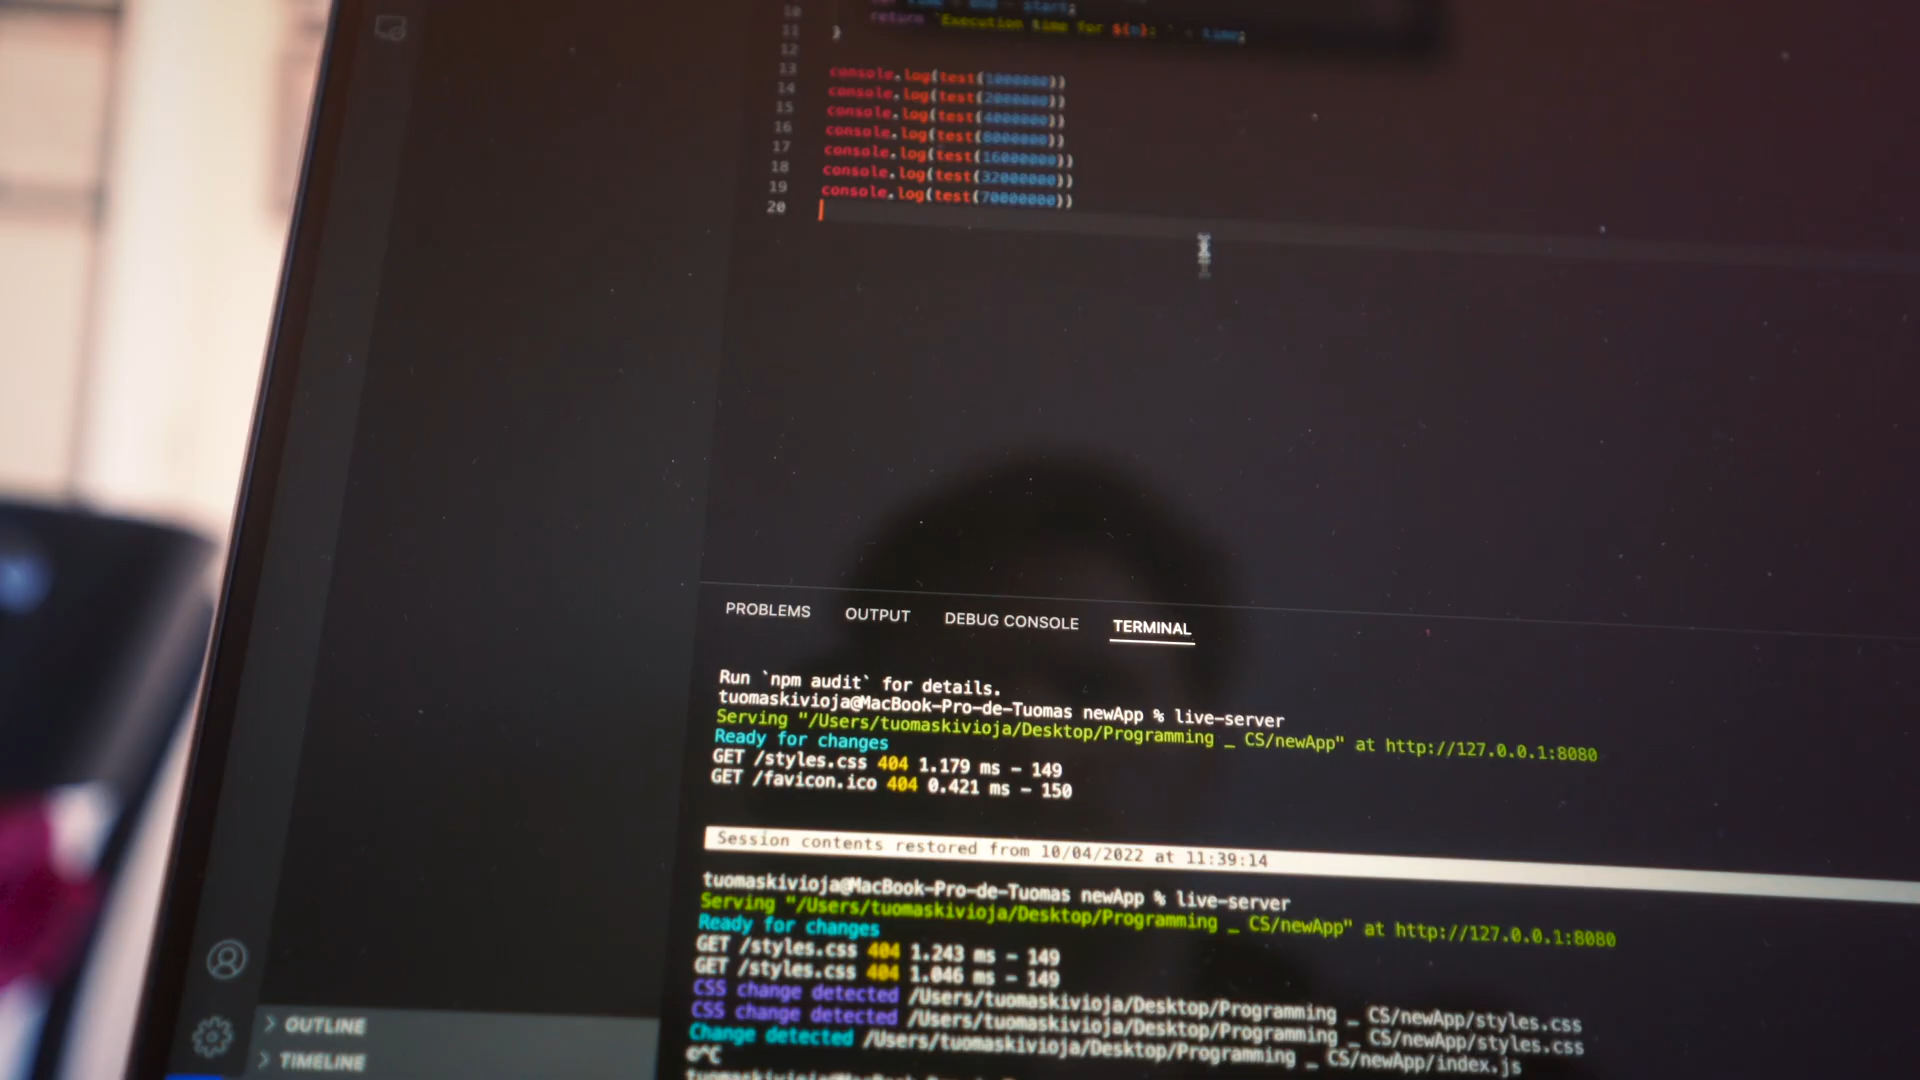 10
11 }
12
return `Execution time for ${n}: ` + time;
13 console.log(test(1000000))
14 console.log(test(2000000))
15 console.log(test(4000000))
16 console.log(test(8000000))
17 console.log(test(16000000))
18 console.log(test(32000000))
19 console.log(test(70000000))
20
PROBLEMS OUTPUT DEBUG CONSOLE TERMINAL
Run `npm audit` for details.
tuomaskivioja@MacBook-Pro-de-Tuomas newApp % live-server
Serving "/Users/tuomaskivioja/Desktop/Programming _ CS/newApp" at http://127.0.0.1:8080
Ready for changes
GET /styles.css 404 1.179 ms - 149
GET /favicon.ico 404 0.421 ms - 150
Session contents restored from 10/04/2022 at 11:39:14
tuomaskivioja@MacBook-Pro-de-Tuomas newApp % live-server
Serving "/Users/tuomaskivioja/Desktop/Programming _ CS/newApp" at http://127.0.0.1:8080
Ready for changes
GET /styles.css 404 1.243 ms - 149
GET /styles.css 404 1.046 ms - 149
CSS change detected /Users/tuomaskivioja/Desktop/Programming _ CS/newApp/styles.css
CSS change detected /Users/tuomaskivioja/Desktop/Programming _ CS/newApp/styles.css
Change detected /Users/tuomaskivioja/Desktop/Programming _ CS/newApp/index.js
©^C
OUTLINE
TIMELINE